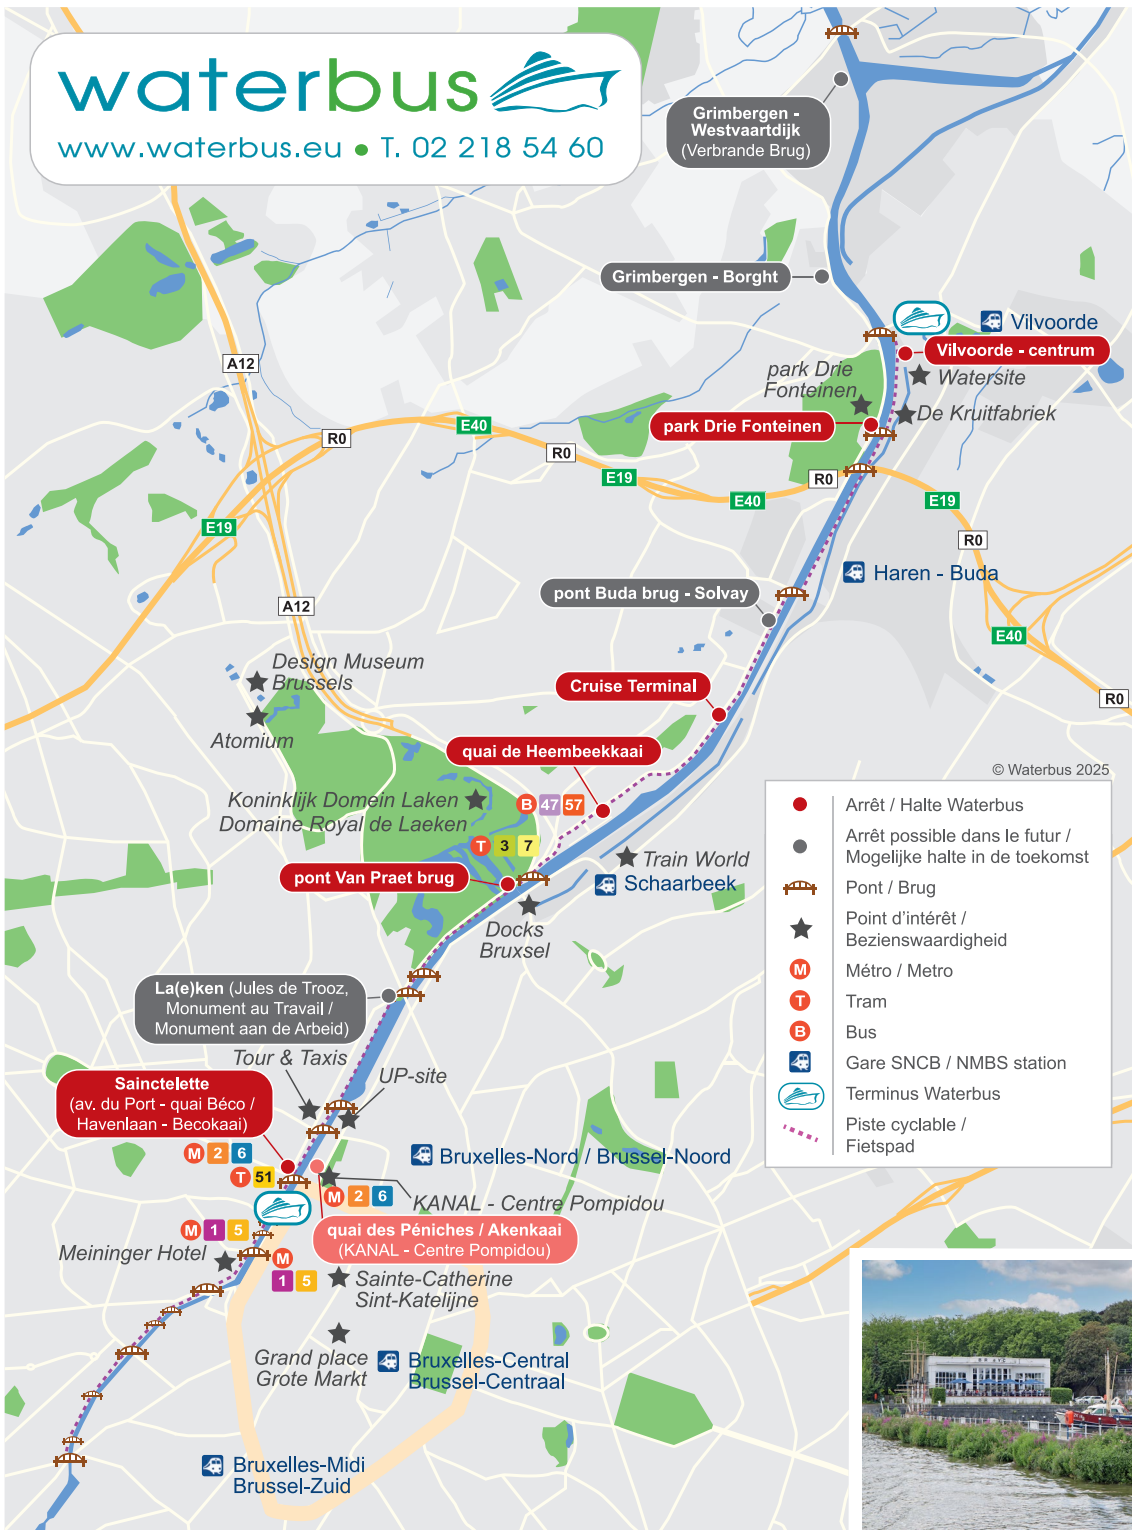 waterbus
www.waterbus.eu • T. 02 218 54 60
Grimbergen -
Westvaartdijk
(Verbrande Brug)
Grimbergen - Borght
Vilvoorde
Vilvoorde - centrum
park Drie
Fonteinen
Watersite
De Kruitfabriek
park Drie Fonteinen
A12
R0
E40
R0
E19
E40
R0
E19
R0
E19
Haren - Buda
pont Buda brug - Solvay
A12
E40
Design Museum
Brussels
Cruise Terminal
R0
Atomium
quai de Heembeekkaai
© Waterbus 2025
Koninklijk Domein Laken
Domaine Royal de Laeken
B 47 57
T 3 7
Train World
Schaarbeek
pont Van Praet brug
Docks
Bruxsel
Arrêt / Halte Waterbus
Arrêt possible dans le futur /
Mogelijke halte in de toekomst
Pont / Brug
Point d'intérêt /
Bezienswaardigheid
M Métro / Metro
T Tram
B Bus
Gare SNCB / NMBS station
Terminus Waterbus
Piste cyclable /
Fietspad
La(e)ken (Jules de Trooz,
Monument au Travail /
Monument aan de Arbeid)
Tour & Taxis
UP-site
Sainctelette
(av. du Port - quai Béco /
Havenlaan - Becokaai)
M 2 6
T 51
Bruxelles-Nord / Brussel-Noord
M 2 6
KANAL - Centre Pompidou
quai des Péniches / Akenkaai
(KANAL - Centre Pompidou)
M 1 5
Meininger Hotel
M
1 5
Sainte-Catherine
Sint-Katelijne
Grand place
Grote Markt
Bruxelles-Central
Brussel-Centraal
Bruxelles-Midi
Brussel-Zuid